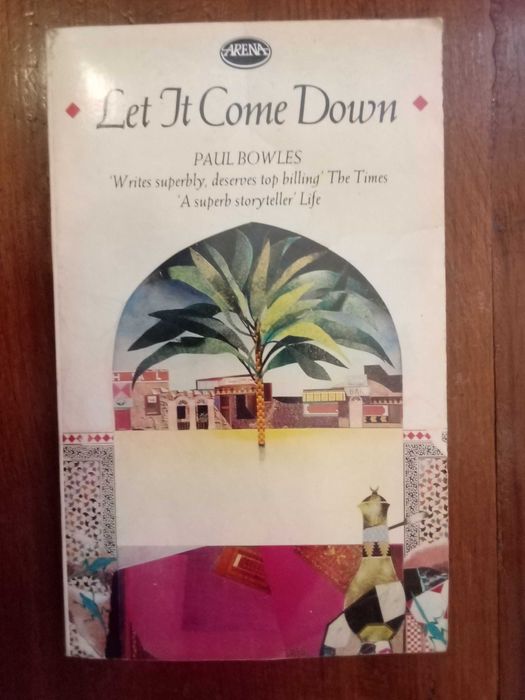 ARENA
Let It Come Down
PAUL BOWLES
'Writes superbly, deserves top billing' The Times
'A superb storyteller' Life